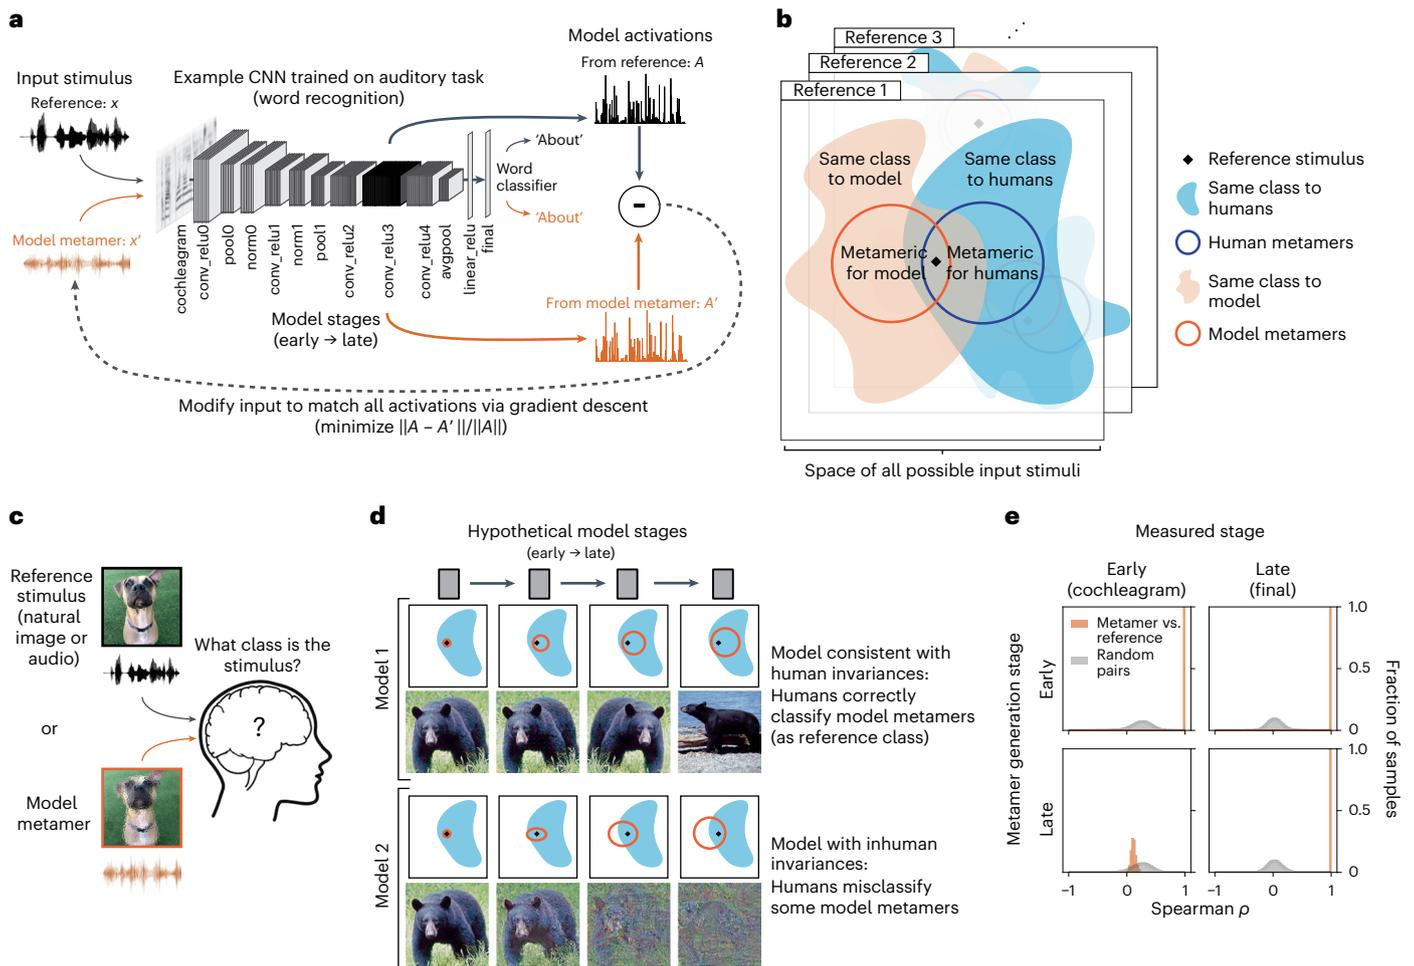 a
Model activations
From reference: A
Input stimulus
Reference: x
Example CNN trained on auditory task
(word recognition)
'About'
Word
classifier
'About'
Model metamer: x′
cochleagram
conv_relu0
pool0
norm0
conv_relu1
norm1
pool1
conv_relu2
conv_relu3
conv_relu4
avgpool
linear_relu
final
Model stages
(early → late)
From model metamer: A′
Modify input to match all activations via gradient descent
(minimize ||A – A′ ||/||A||)
b
Reference 3
Reference 2
Reference 1
Same class
to model
Same class
to humans
Metameric
for model
Metameric
for humans
Space of all possible input stimuli
Reference stimulus
Same class to
humans
Human metamers
Same class to
model
Model metamers
c
Reference
stimulus
(natural
image or
audio)
What class is the
stimulus?
?
or
Model
metamer
d
Hypothetical model stages
(early → late)
Model 1
Model consistent with
human invariances:
Humans correctly
classify model metamers
(as reference class)
Model 2
Model with inhuman
invariances:
Humans misclassify
some model metamers
e
Measured stage
Early
(cochleagram)
Late
(final)
Metamer vs.
reference
Random
pairs
Metamer generation stage
Early
Late
1.0
0.5
0
1.0
0.5
0
Fraction of samples
–1 0 1 –1 0 1
Spearman ρ